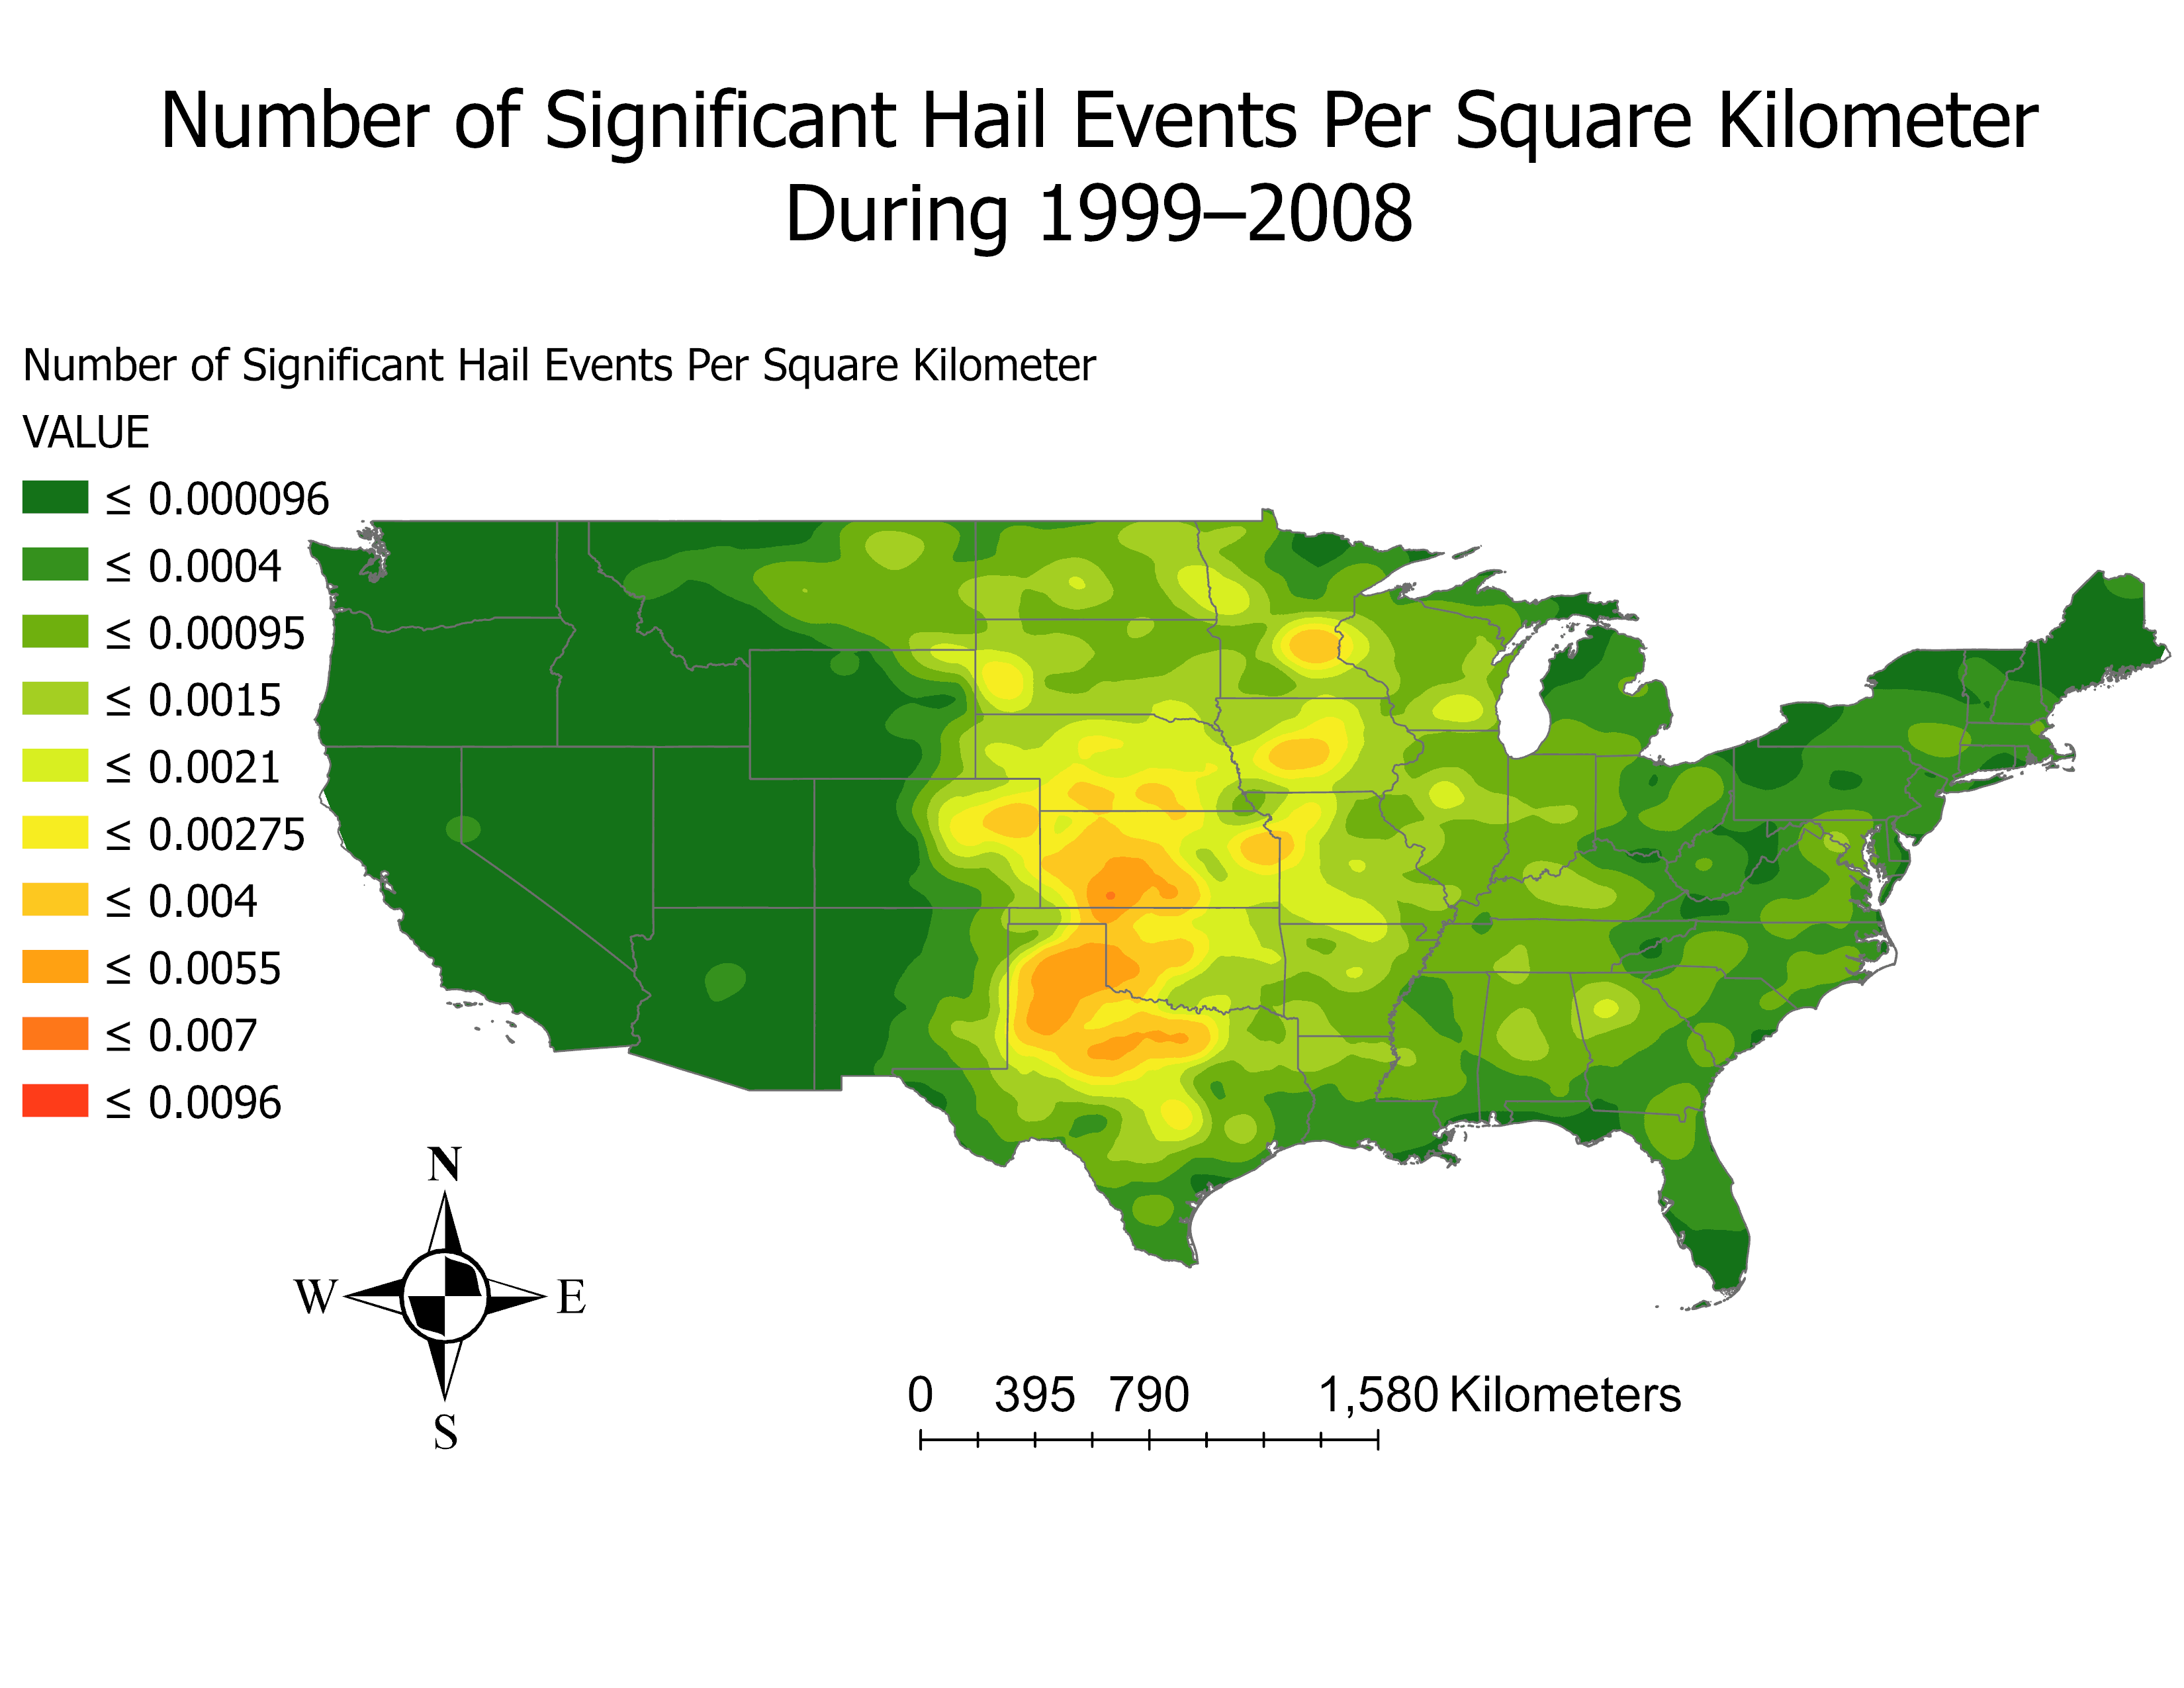 Number of Significant Hail Events Per Square Kilometer
During 1999–2008
Number of Significant Hail Events Per Square Kilometer
VALUE
≤ 0.000096
≤ 0.0004
≤ 0.00095
≤ 0.0015
≤ 0.0021
≤ 0.00275
≤ 0.004
≤ 0.0055
≤ 0.007
≤ 0.0096
N
W E
S
0 395 790 1,580 Kilometers